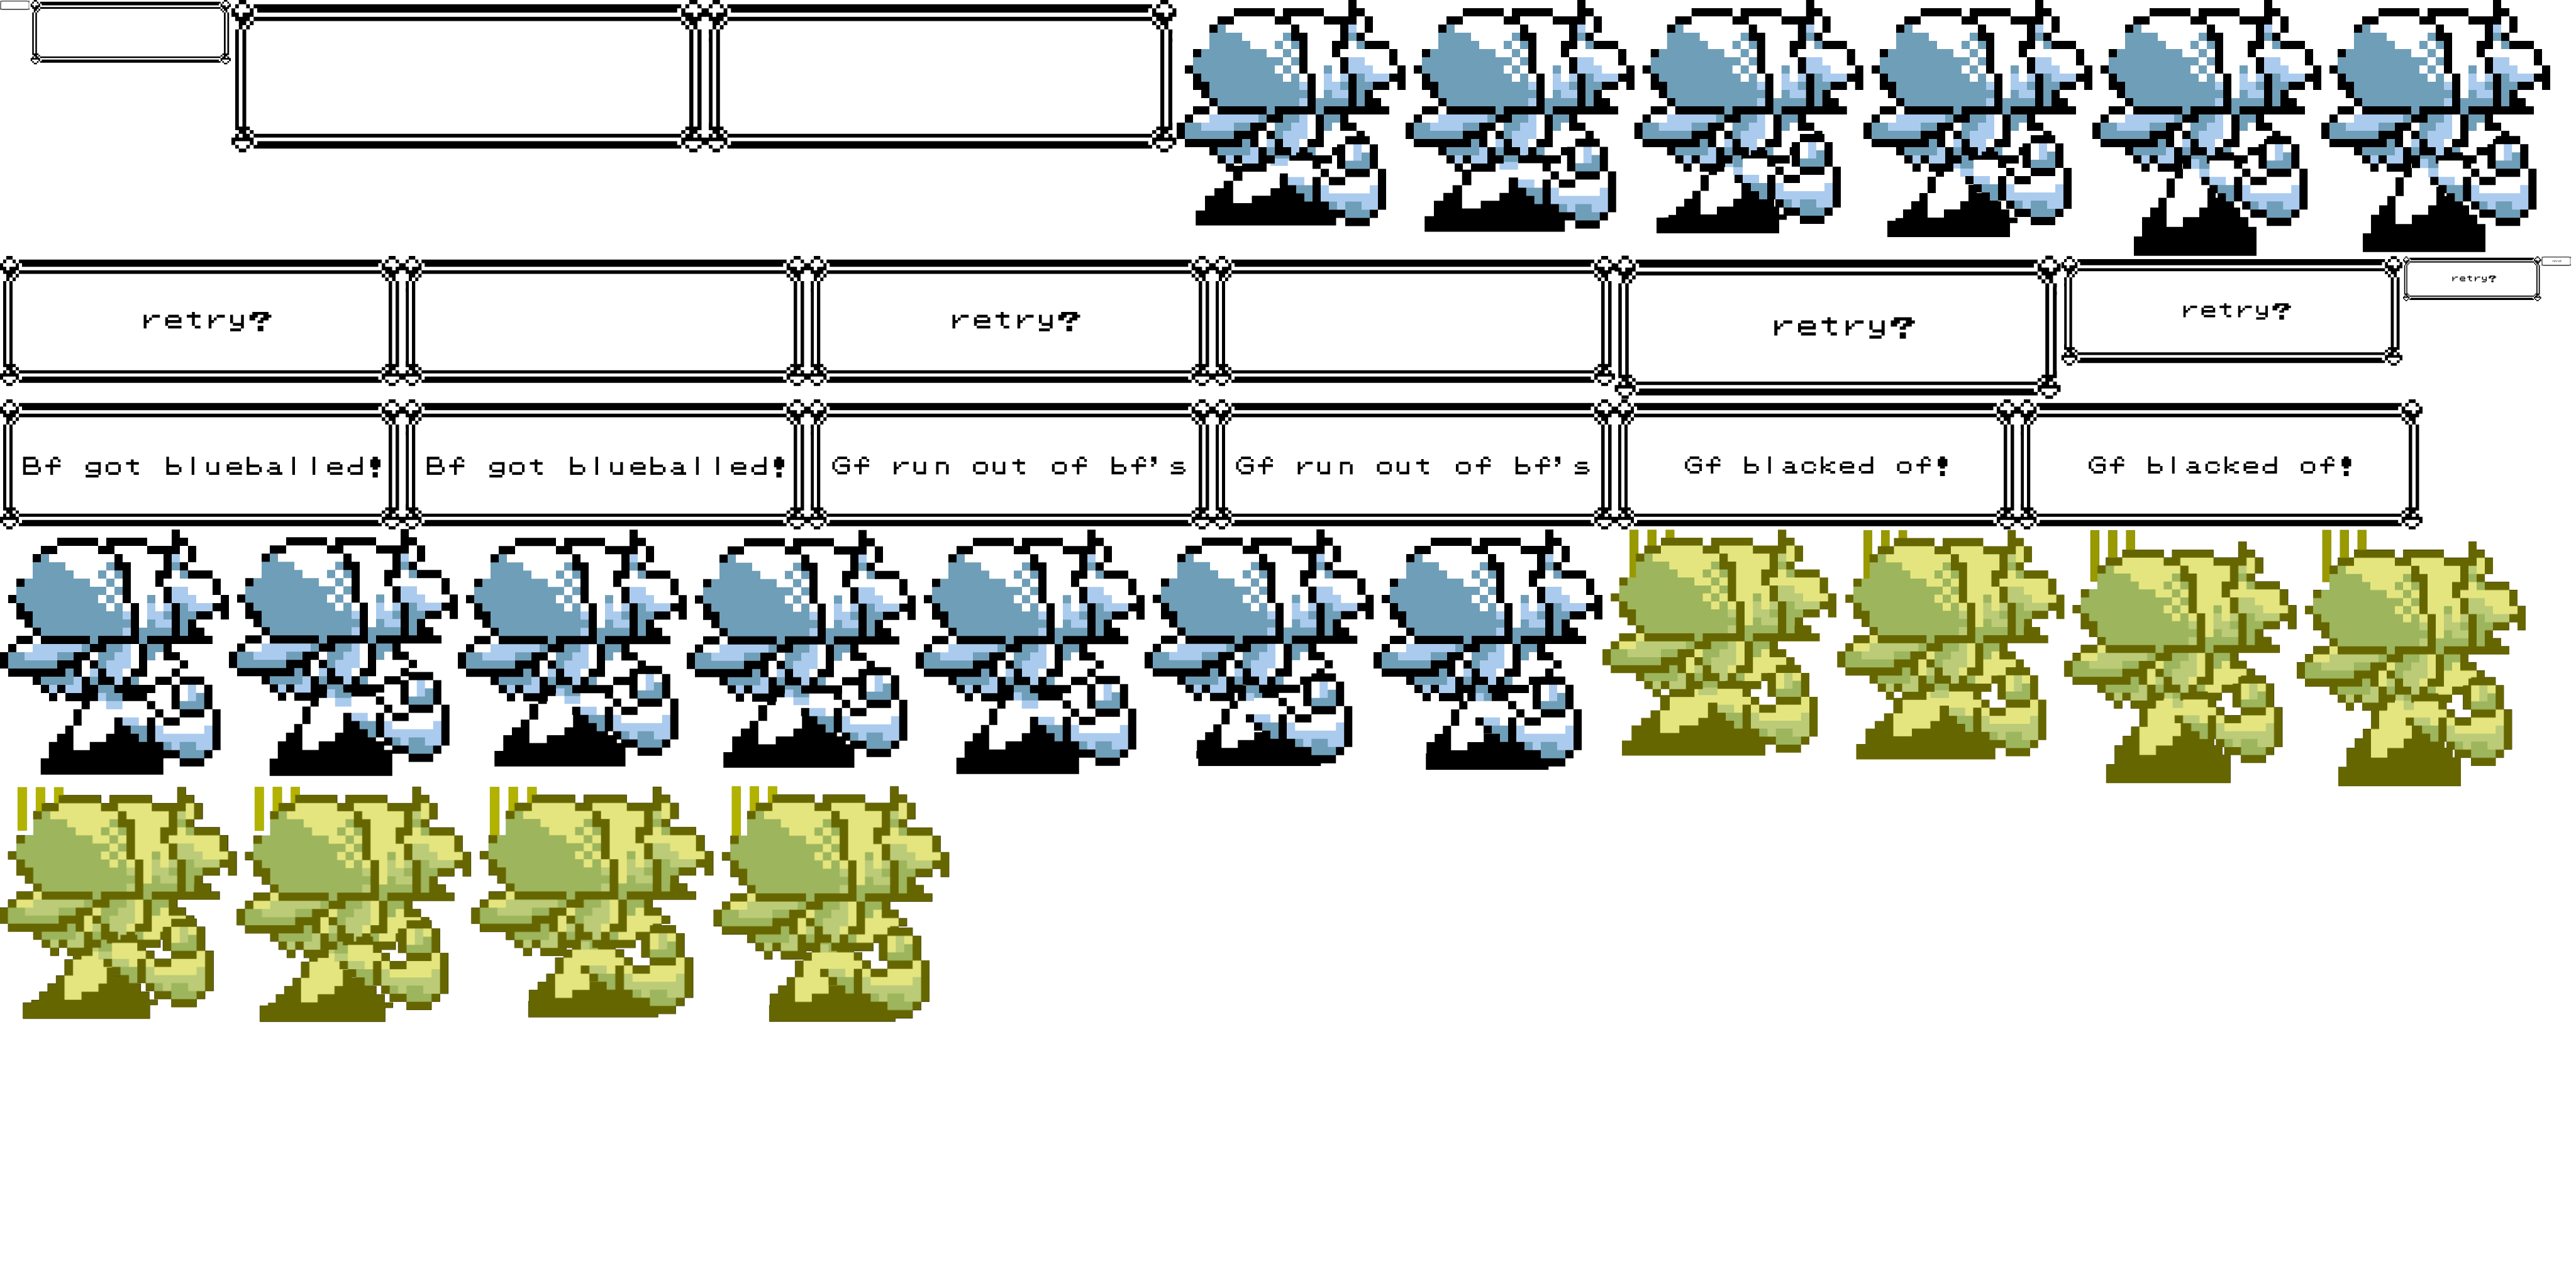 retry?
retry?
retry?
retry?
retry?
Bf got blueballed!
Bf got blueballed!
Gf run out of bf's
Gf run out of bf's
Gf blacked of!
Gf blacked of!